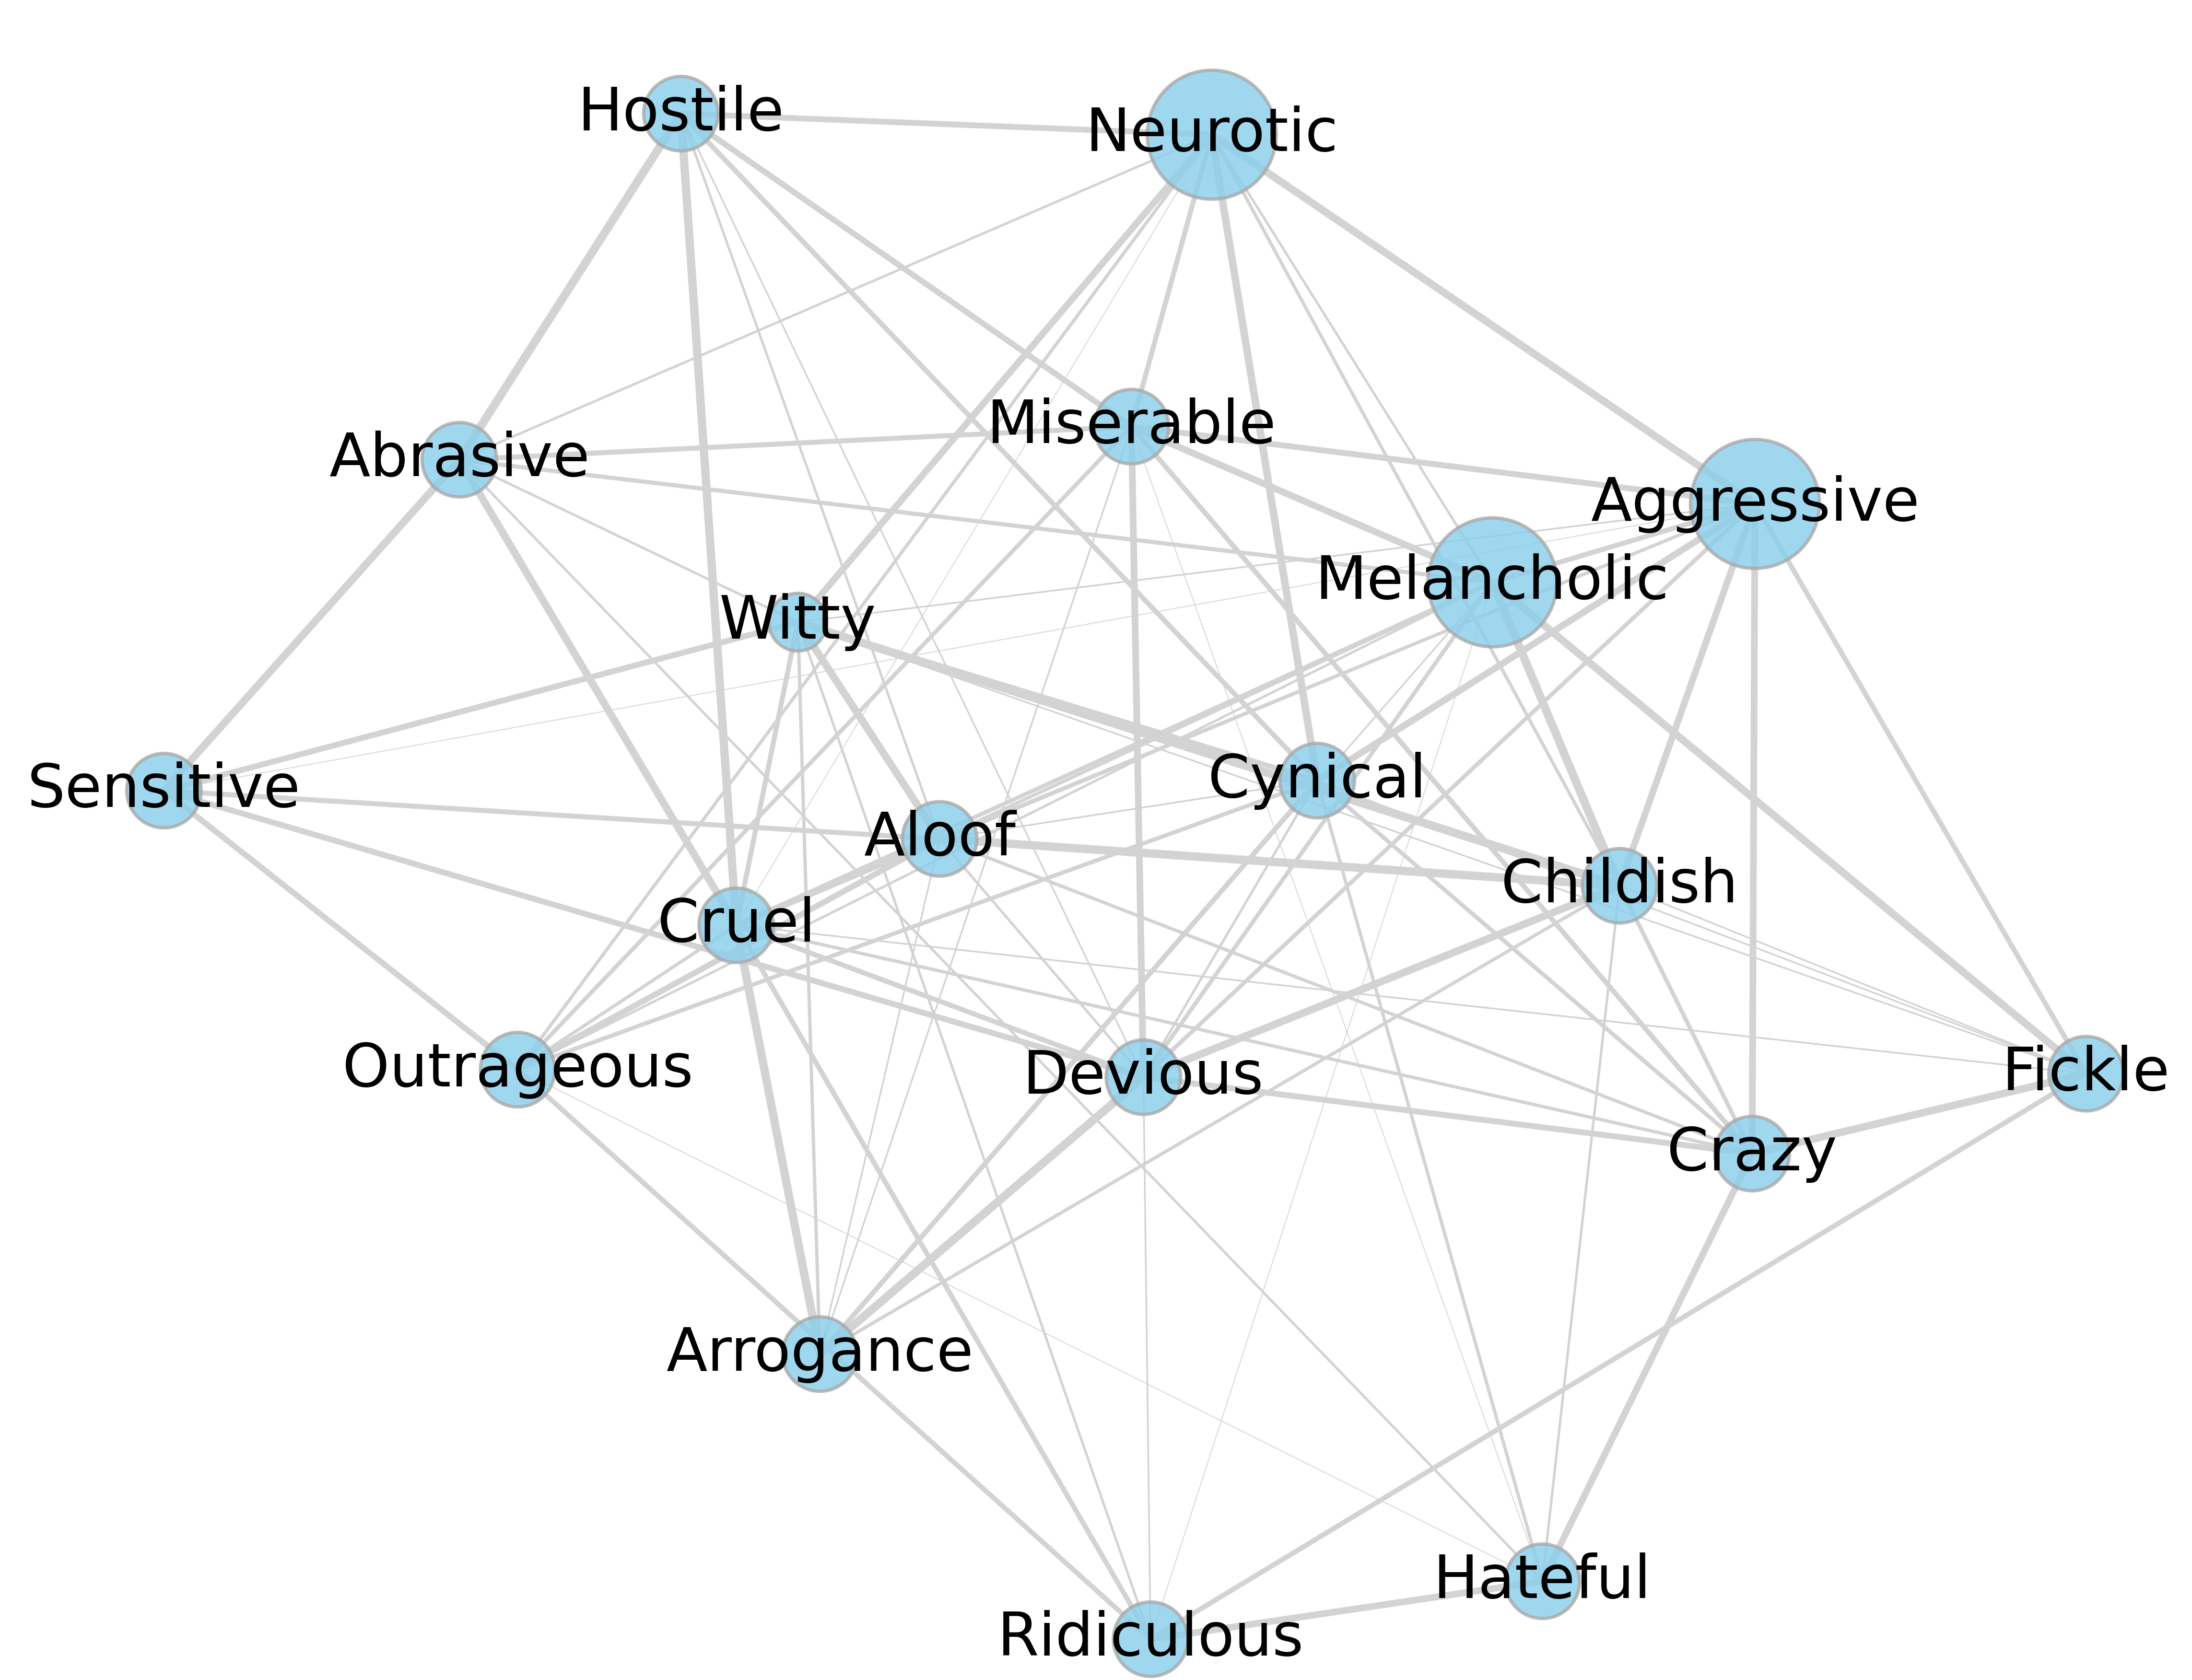 Hostile
Neurotic
Miserable
Abrasive
Aggressive
Melancholic
Witty
Sensitive
Cynical
Aloof
Childish
Cruel
Outrageous
Devious
Fickle
Crazy
Arrogance
Hateful
Ridiculous